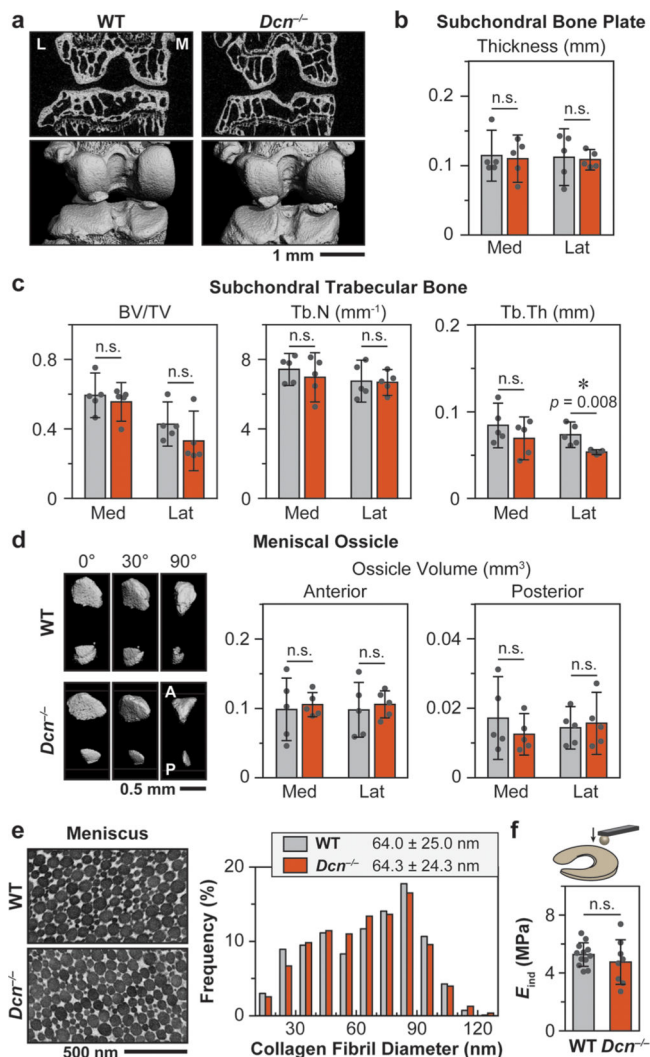 a
WT
Dcn–/–
L
M
1 mm
b
Subchondral Bone Plate
Thickness (mm)
0.2
0.1
0
n.s.
n.s.
Med
Lat
c
Subchondral Trabecular Bone
BV/TV
0.8
0.4
0
n.s.
n.s.
Med
Lat
Tb.N (mm-1)
8
4
0
n.s.
n.s.
Med
Lat
Tb.Th (mm)
0.2
0.1
0
n.s.
*
p = 0.008
Med
Lat
d
Meniscal Ossicle
0°
30°
90°
WT
Dcn–/–
A
P
0.5 mm
Ossicle Volume (mm3)
Anterior
0.2
0.1
0
n.s.
n.s.
Med
Lat
Posterior
0.04
0.02
0
n.s.
n.s.
Med
Lat
e
Meniscus
WT
Dcn–/–
500 nm
WT 64.0 ± 25.0 nm
Dcn–/– 64.3 ± 24.3 nm
Frequency (%)
20
10
0
30
60
90
120
Collagen Fibril Diameter (nm)
f
Eind (MPa)
8
4
0
n.s.
WT Dcn–/–